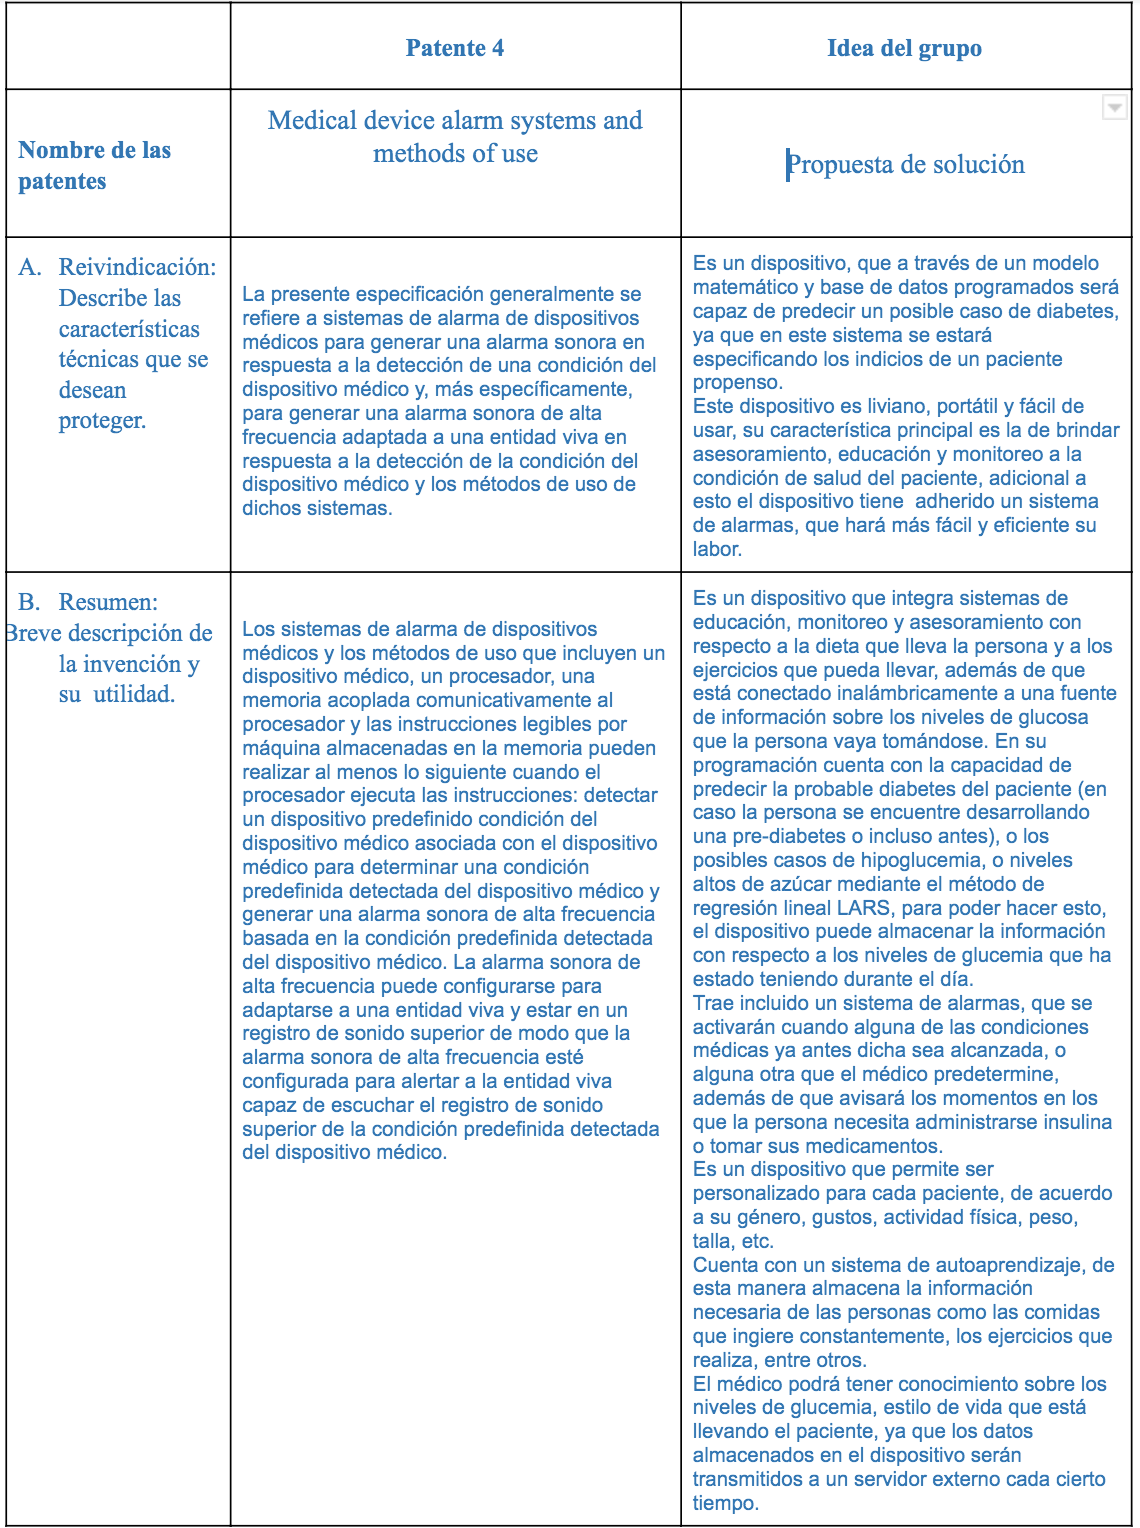 Patente 4
Idea del grupo
Nombre de las
patentes
Medical device alarm systems and
methods of use
Propuesta de solución
A. Reivindicación:
Describe las
características
técnicas que se
desean
proteger.
La presente especificación generalmente se
refiere a sistemas de alarma de dispositivos
médicos para generar una alarma sonora en
respuesta a la detección de una condición del
dispositivo médico y, más específicamente,
para generar una alarma sonora de alta
frecuencia adaptada a una entidad viva en
respuesta a la detección de la condición del
dispositivo médico y los métodos de uso de
dichos sistemas.
Es un dispositivo, que a través de un modelo
matemático y base de datos programados será
capaz de predecir un posible caso de diabetes,
ya que en este sistema se estará
especificando los indicios de un paciente
propenso.
Este dispositivo es liviano, portátil y fácil de
usar, su característica principal es la de brindar
asesoramiento, educación y monitoreo a la
condición de salud del paciente, adicional a
esto el dispositivo tiene adherido un sistema
de alarmas, que hará más fácil y eficiente su
labor.
B. Resumen:
Breve descripción de
la invención y
su utilidad.
Los sistemas de alarma de dispositivos
médicos y los métodos de uso que incluyen un
dispositivo médico, un procesador, una
memoria acoplada comunicativamente al
procesador y las instrucciones legibles por
máquina almacenadas en la memoria pueden
realizar al menos lo siguiente cuando el
procesador ejecuta las instrucciones: detectar
un dispositivo predefinido condición del
dispositivo médico asociada con el dispositivo
médico para determinar una condición
predefinida detectada del dispositivo médico y
generar una alarma sonora de alta frecuencia
basada en la condición predefinida detectada
del dispositivo médico. La alarma sonora de
alta frecuencia puede configurarse para
adaptarse a una entidad viva y estar en un
registro de sonido superior de modo que la
alarma sonora de alta frecuencia esté
configurada para alertar a la entidad viva
capaz de escuchar el registro de sonido
superior de la condición predefinida detectada
del dispositivo médico.
Es un dispositivo que integra sistemas de
educación, monitoreo y asesoramiento con
respecto a la dieta que lleva la persona y a los
ejercicios que pueda llevar, además de que
está conectado inalámbricamente a una fuente
de información sobre los niveles de glucosa
que la persona vaya tomándose. En su
programación cuenta con la capacidad de
predecir la probable diabetes del paciente (en
caso la persona se encuentre desarrollando
una pre-diabetes o incluso antes), o los
posibles casos de hipoglucemia, o niveles
altos de azúcar mediante el método de
regresión lineal LARS, para poder hacer esto,
el dispositivo puede almacenar la información
con respecto a los niveles de glucemia que ha
estado teniendo durante el día.
Trae incluido un sistema de alarmas, que se
activarán cuando alguna de las condiciones
médicas ya antes dicha sea alcanzada, o
alguna otra que el médico predetermine,
además de que avisará los momentos en los
que la persona necesita administrarse insulina
o tomar sus medicamentos.
Es un dispositivo que permite ser
personalizado para cada paciente, de acuerdo
a su género, gustos, actividad física, peso,
talla, etc.
Cuenta con un sistema de autoaprendizaje, de
esta manera almacena la información
necesaria de las personas como las comidas
que ingiere constantemente, los ejercicios que
realiza, entre otros.
El médico podrá tener conocimiento sobre los
niveles de glucemia, estilo de vida que está
llevando el paciente, ya que los datos
almacenados en el dispositivo serán
transmitidos a un servidor externo cada cierto
tiempo.